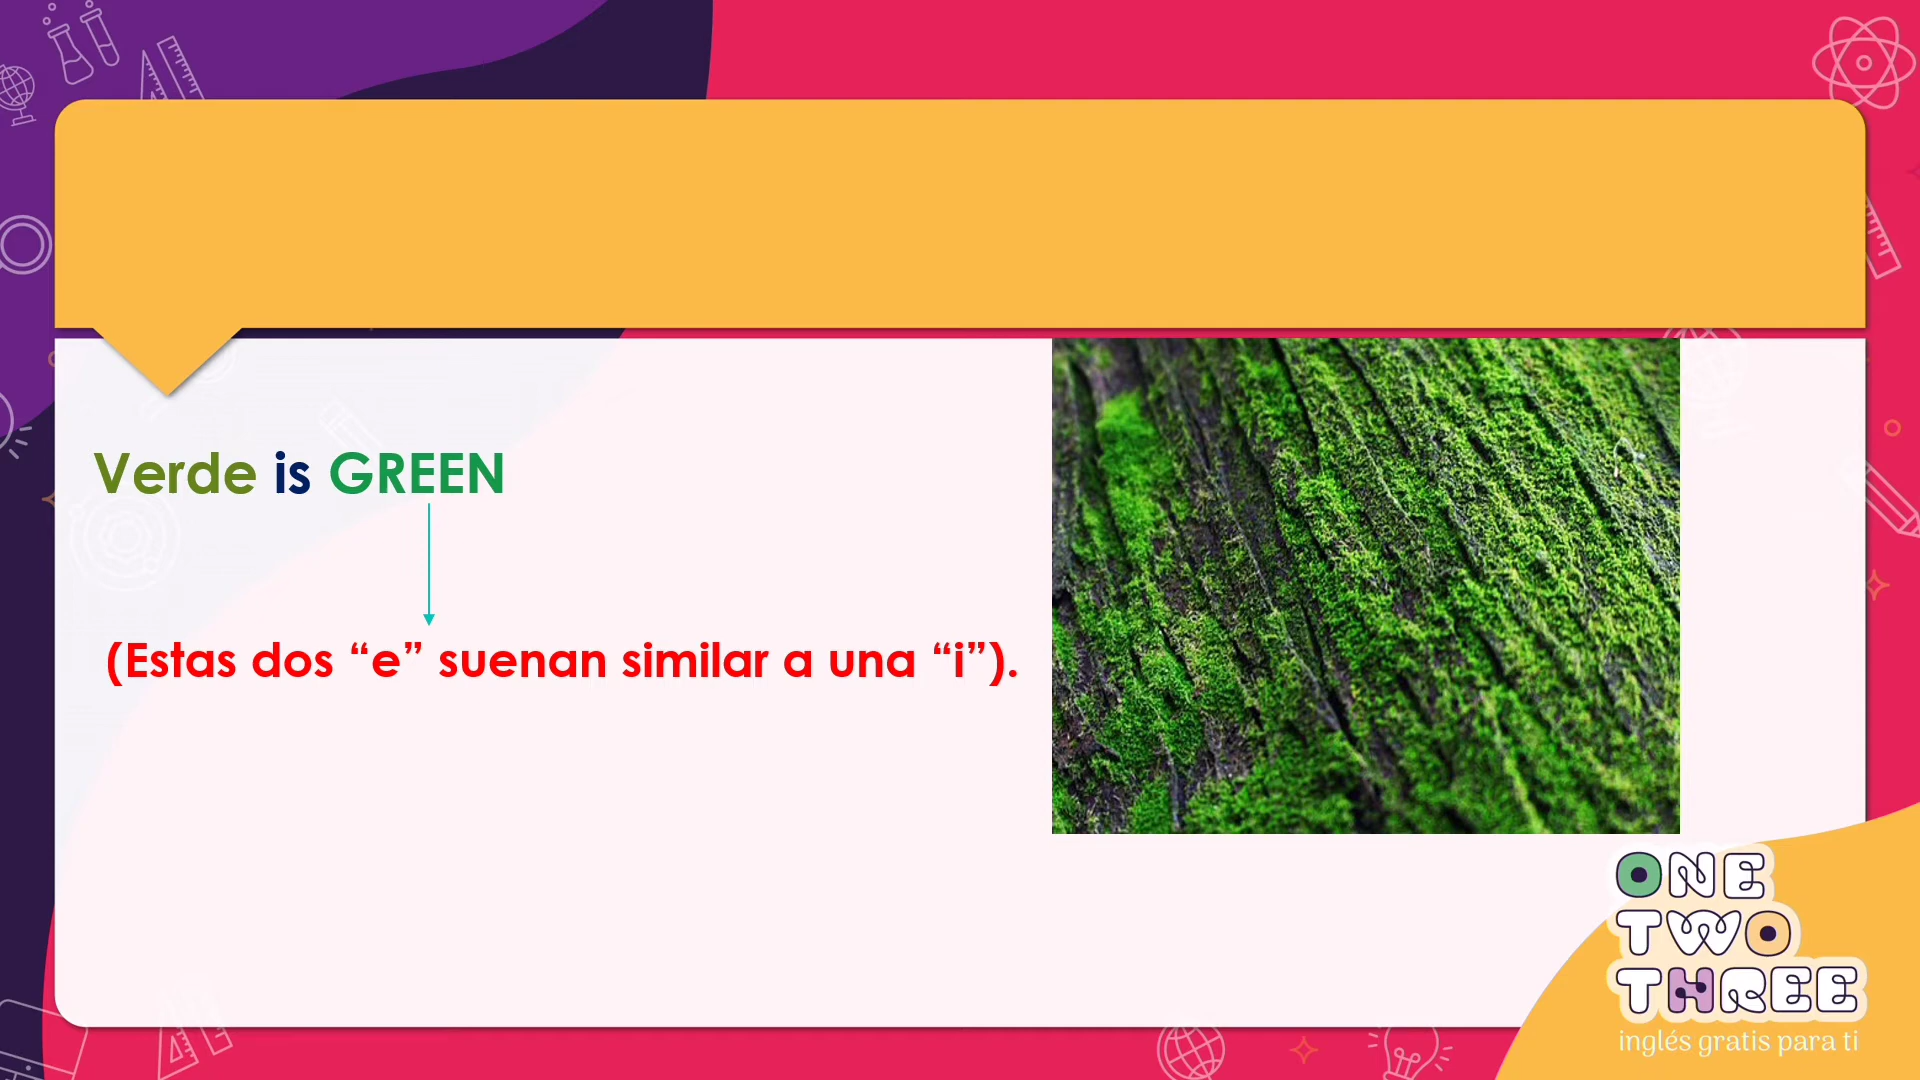 Verde is GREEN
(Estas dos “e” suenan similar a una “i”).
ONE
TWO
THREE
inglés gratis para ti